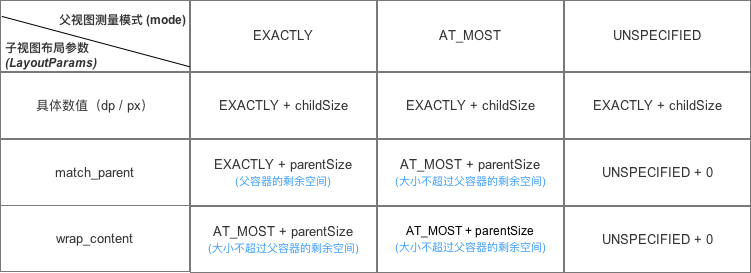 父视图测量模式 (mode)
子视图布局参数
(LayoutParams)
EXACTLY
AT_MOST
UNSPECIFIED
具体数值（dp / px）
EXACTLY + childSize
EXACTLY + childSize
EXACTLY + childSize
match_parent
EXACTLY + parentSize
(父容器的剩余空间)
AT_MOST + parentSize
(大小不超过父容器的剩余空间)
UNSPECIFIED + 0
wrap_content
AT_MOST + parentSize
(大小不超过父容器的剩余空间)
AT_MOST + parentSize
(大小不超过父容器的剩余空间)
UNSPECIFIED + 0